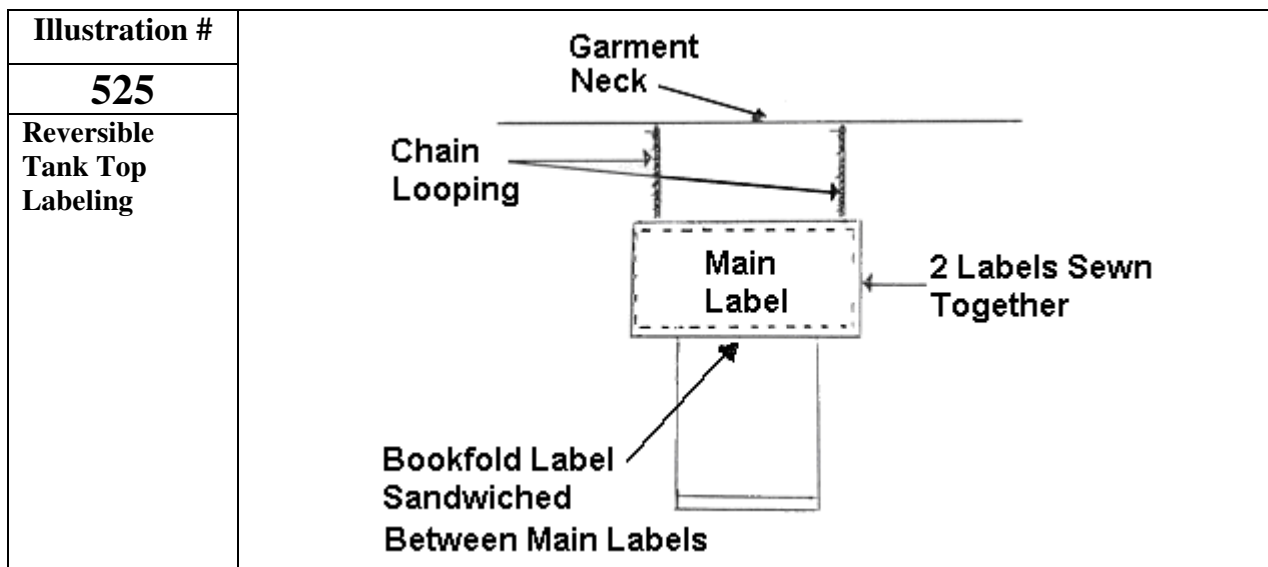 Illustration #
525
Reversible
Tank Top
Labeling
Garment
Neck
Chain
Looping
Main
Label
2 Labels Sewn
Together
Bookfold Label
Sandwiched
Between Main Labels